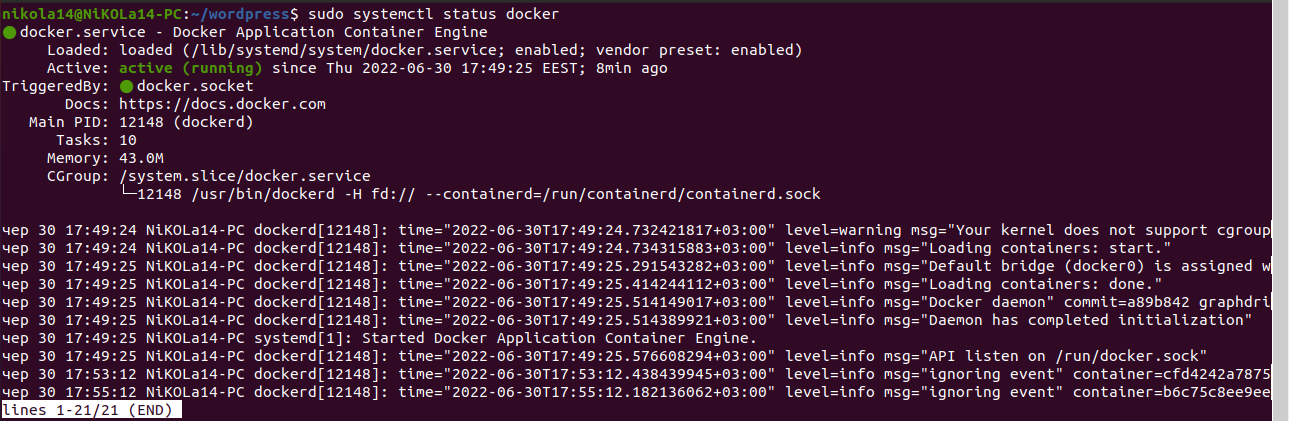 nikola14@NiKOLa14-PC:~/wordpress$ sudo systemctl status docker
● docker.service - Docker Application Container Engine
     Loaded: loaded (/lib/systemd/system/docker.service; enabled; vendor preset: enabled)
     Active: active (running) since Thu 2022-06-30 17:49:25 EEST; 8min ago
TriggeredBy: ● docker.socket
       Docs: https://docs.docker.com
   Main PID: 12148 (dockerd)
      Tasks: 10
     Memory: 43.0M
     CGroup: /system.slice/docker.service
             └─12148 /usr/bin/dockerd -H fd:// --containerd=/run/containerd/containerd.sock
чер 30 17:49:24 NiKOLa14-PC dockerd[12148]: time="2022-06-30T17:49:24.732421817+03:00" level=warning msg="Your kernel does not support cgroup
чер 30 17:49:24 NiKOLa14-PC dockerd[12148]: time="2022-06-30T17:49:24.734315883+03:00" level=info msg="Loading containers: start."
чер 30 17:49:25 NiKOLa14-PC dockerd[12148]: time="2022-06-30T17:49:25.291543282+03:00" level=info msg="Default bridge (docker0) is assigned w
чер 30 17:49:25 NiKOLa14-PC dockerd[12148]: time="2022-06-30T17:49:25.414244112+03:00" level=info msg="Loading containers: done."
чер 30 17:49:25 NiKOLa14-PC dockerd[12148]: time="2022-06-30T17:49:25.514149017+03:00" level=info msg="Docker daemon" commit=a89b842 graphdri
чер 30 17:49:25 NiKOLa14-PC dockerd[12148]: time="2022-06-30T17:49:25.514389921+03:00" level=info msg="Daemon has completed initialization"
чер 30 17:49:25 NiKOLa14-PC systemd[1]: Started Docker Application Container Engine.
чер 30 17:49:25 NiKOLa14-PC dockerd[12148]: time="2022-06-30T17:49:25.576608294+03:00" level=info msg="API listen on /run/docker.sock"
чер 30 17:53:12 NiKOLa14-PC dockerd[12148]: time="2022-06-30T17:53:12.438439945+03:00" level=info msg="ignoring event" container=cfd4242a7875
чер 30 17:55:12 NiKOLa14-PC dockerd[12148]: time="2022-06-30T17:55:12.182136062+03:00" level=info msg="ignoring event" container=b6c75c8ee9ee
lines 1-21/21 (END)